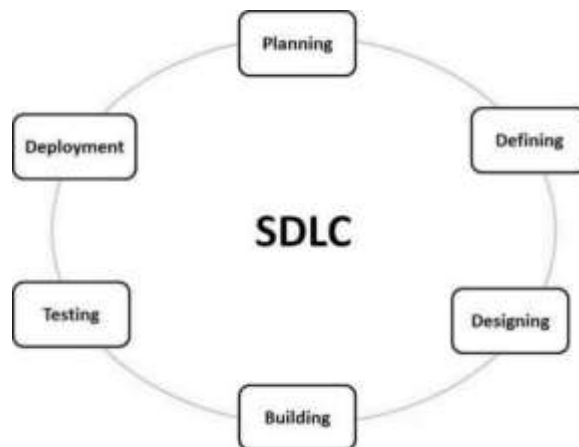 Planning
Deployment
Defining
SDLC
Testing
Designing
Building